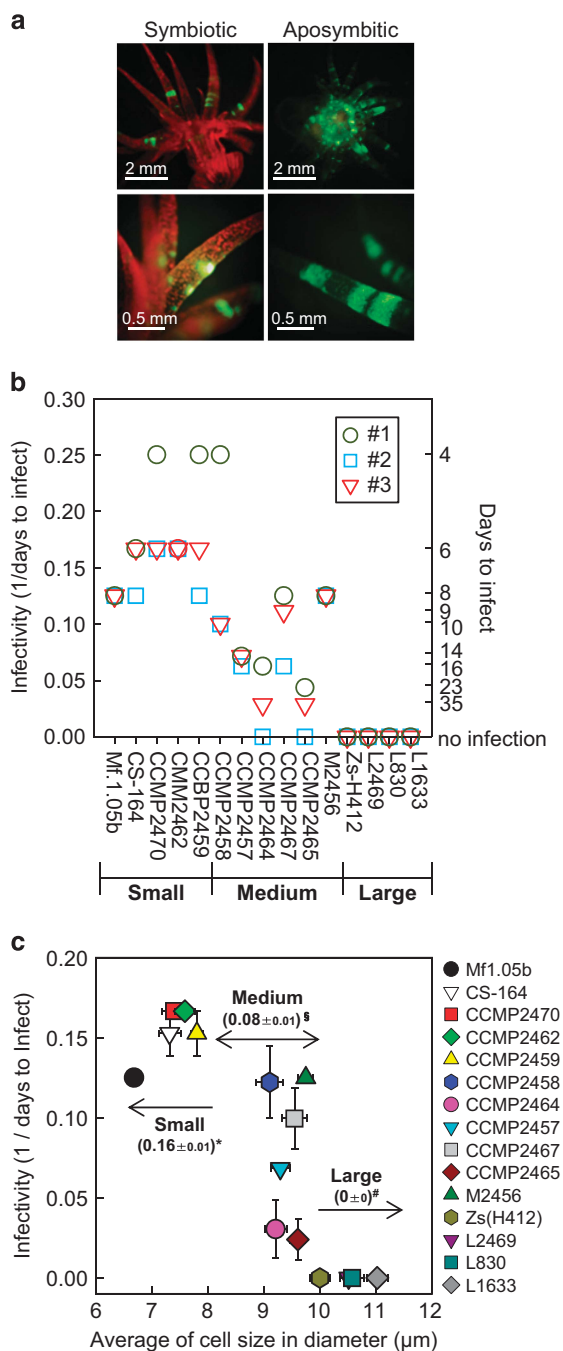 a
Symbiotic
Aposymbitic
2 mm
2 mm
0.5 mm
0.5 mm
b
Infectivity (1/days to infect)
0.30
0.25
0.20
0.15
0.10
0.05
0.00
#1
#2
#3
4
6
8
9
10
14
16
23
35
no infection
Days to infect
Mf.1.05b
CS-164
CCMP2470
CMM2462
CCBP2459
CCMP2458
CCMP2457
CCMP2464
CCMP2467
CCMP2465
M2456
Zs-H412
L2469
L830
L1633
Small
Medium
Large
c
Infectivity (1 / days to Infect)
0.20
0.15
0.10
0.05
0.00
Medium
(0.08±0.01)§
Small
(0.16±0.01)*
Large
(0±0)#
6
7
8
9
10
11
12
Average of cell size in diameter (µm)
Mf1.05b
CS-164
CCMP2470
CCMP2462
CCMP2459
CCMP2458
CCMP2464
CCMP2457
CCMP2467
CCMP2465
M2456
Zs(H412)
L2469
L830
L1633